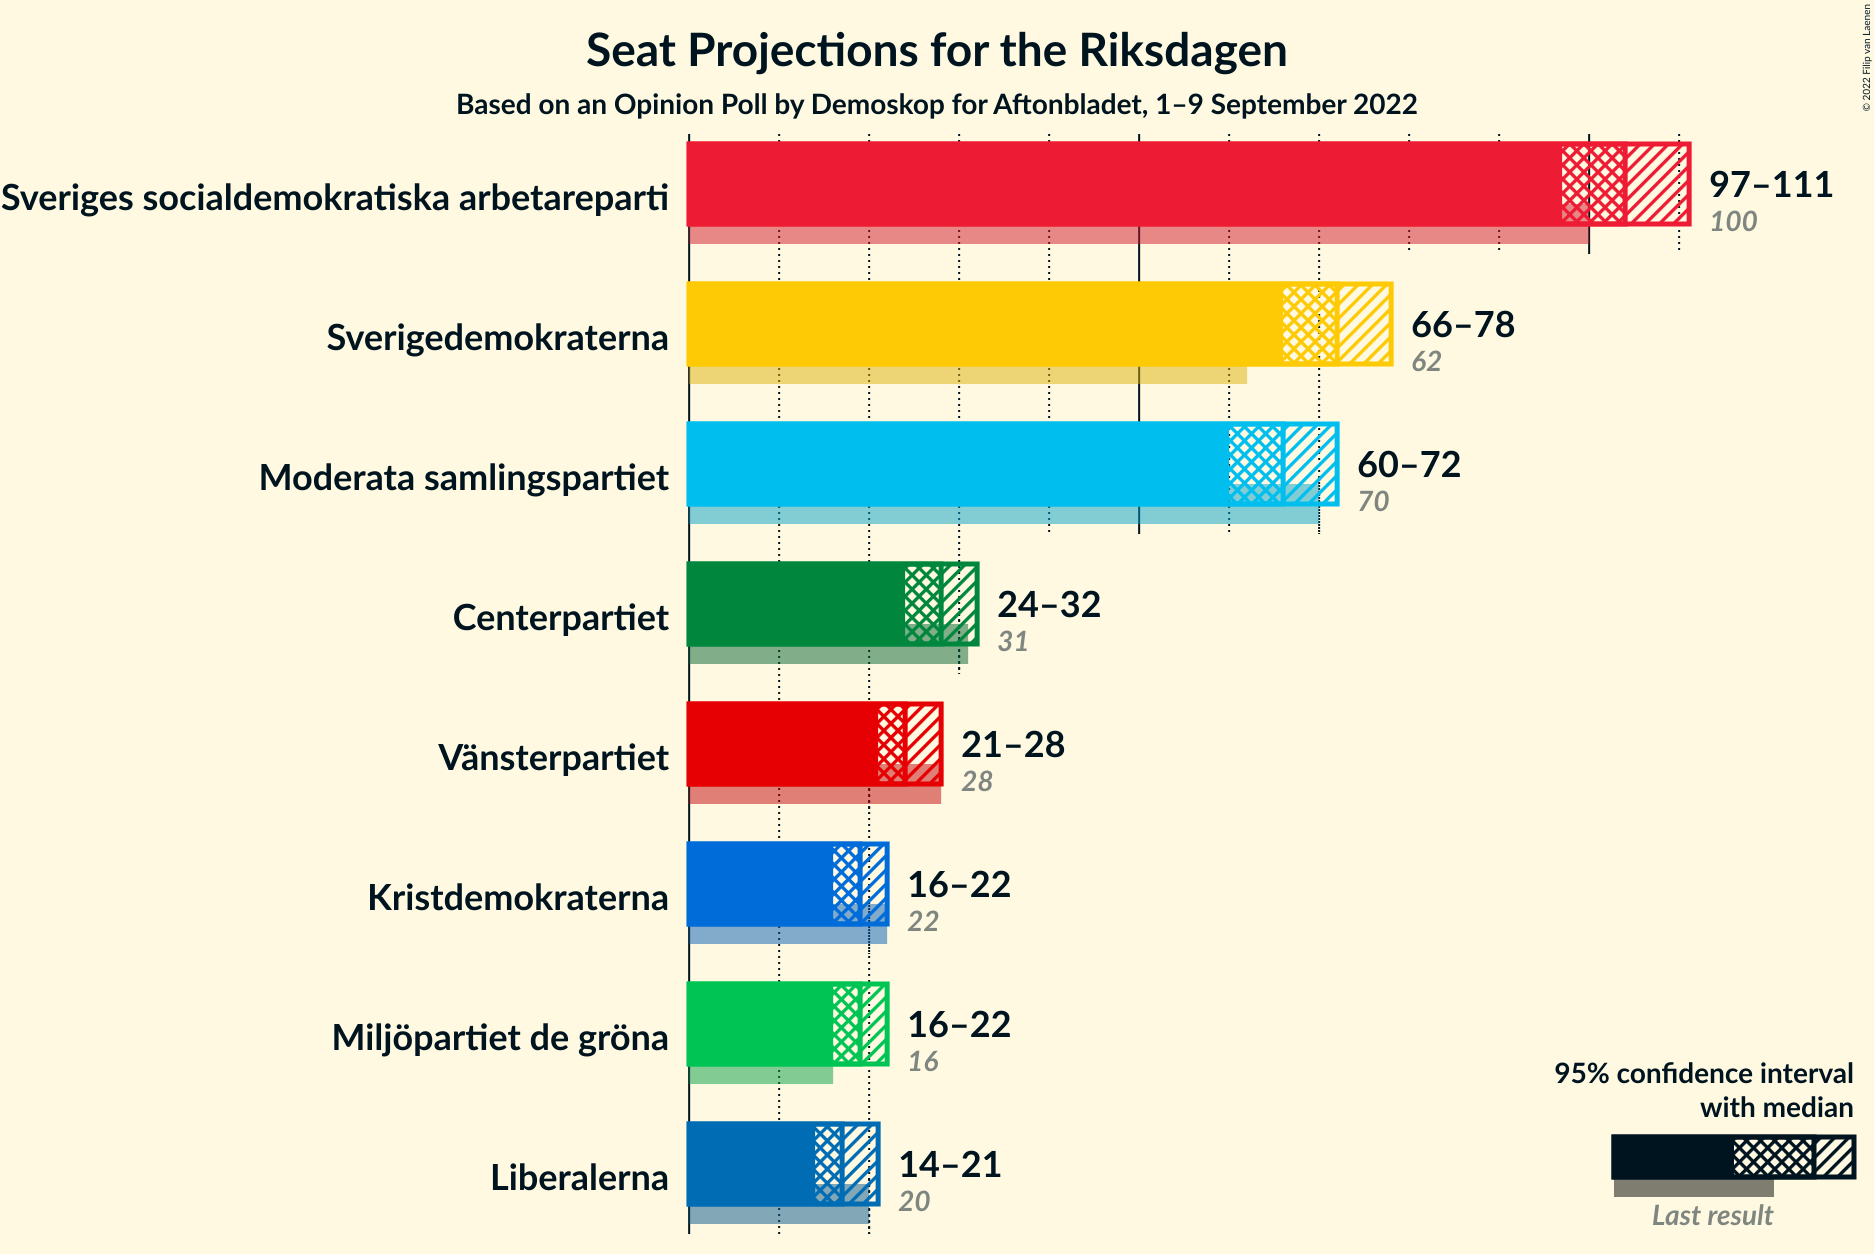 Seat Projections for the Riksdagen
Based on an Opinion Poll by Demoskop for Aftonbladet, 1–9 September 2022
© 2022 Filip van Laenen
Sveriges socialdemokratiska arbetareparti
97–111
100
Sverigedemokraterna
66–78
62
Moderata samlingspartiet
60–72
70
Centerpartiet
24–32
31
Vänsterpartiet
21–28
28
Kristdemokraterna
16–22
22
Miljöpartiet de gröna
16–22
16
Liberalerna
14–21
20
95% confidence interval
with median
Last result